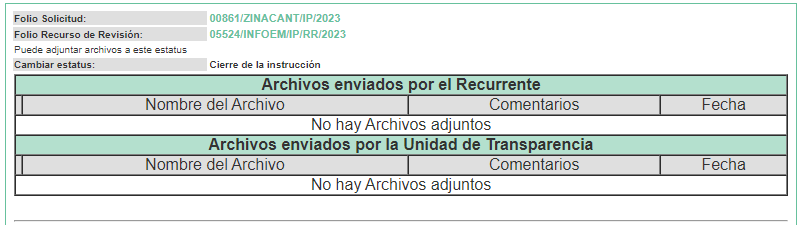 Folio Solicitud: 00861/ZINACANT/IP/2023
Folio Recurso de Revisión: 05524/INFOEM/IP/RR/2023
Puede adjuntar archivos a este estatus
Cambiar estatus: Cierre de la instrucción
Archivos enviados por el Recurrente
Nombre del Archivo Comentarios Fecha
No hay Archivos adjuntos
Archivos enviados por la Unidad de Transparencia
Nombre del Archivo Comentarios Fecha
No hay Archivos adjuntos